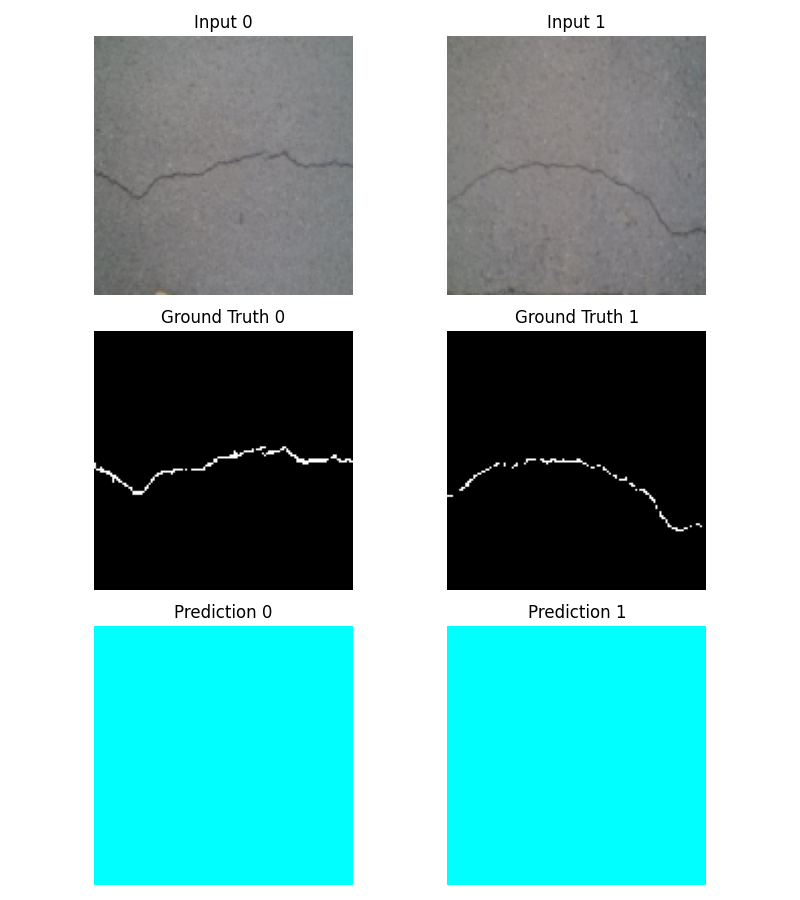 Input 0
Input 1
Ground Truth 0
Ground Truth 1
Prediction 0
Prediction 1